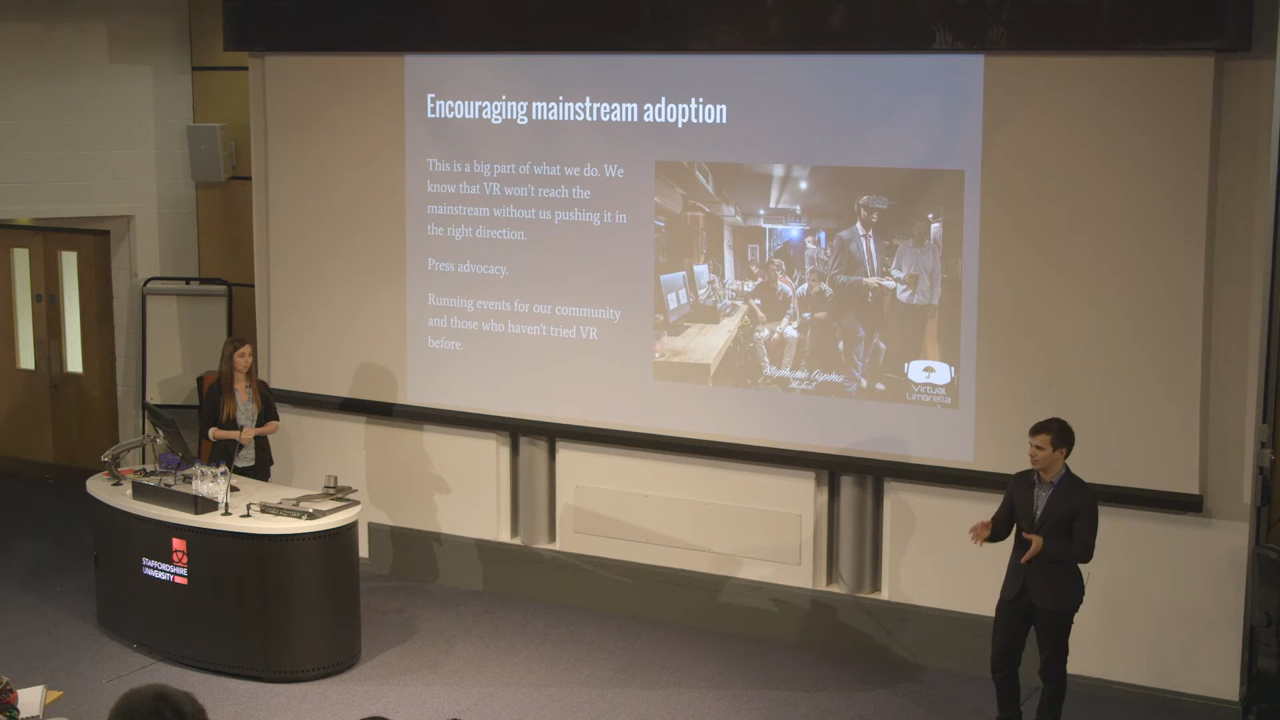 Encouraging mainstream adoption
This is a big part of what we do. We
know that VR won't reach the
mainstream without us pushing it in
the right direction.
Press advocacy.
Running events for our community
and those who haven't tried VR
before.
Stephanie Ospina
Virtual
Umbrella
STAFFORDSHIRE
UNIVERSITY